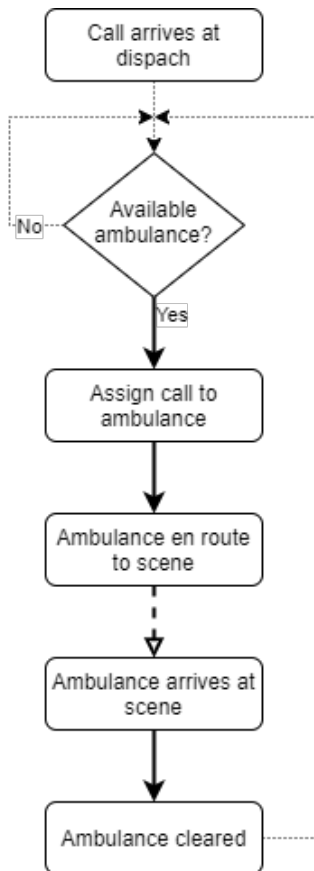 Call arrives at
dispach
Available
ambulance?
No
Yes
Assign call to
ambulance
Ambulance en route
to scene
Ambulance arrives at
scene
Ambulance cleared